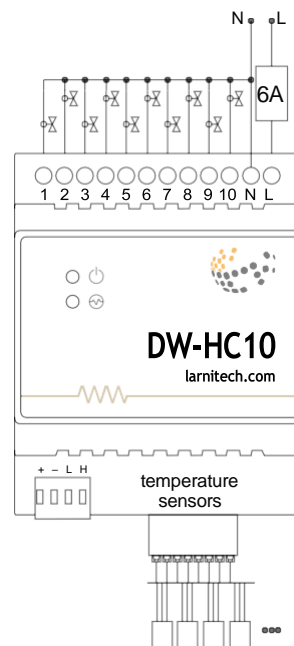 N L
6A
1 2 3 4 5 6 7 8 9 10 N L
DW-HC10
larnitech.com
+ – L H
temperature
sensors